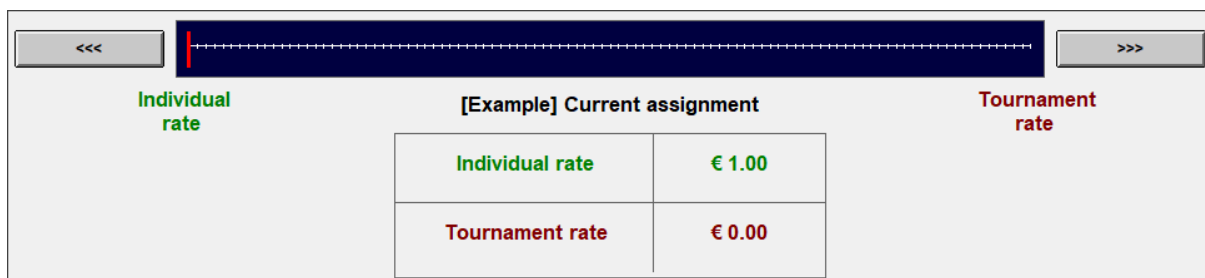 <<<
>>>
Individual
rate
[Example] Current assignment
Tournament
rate
Individual rate
€ 1.00
Tournament rate
€ 0.00